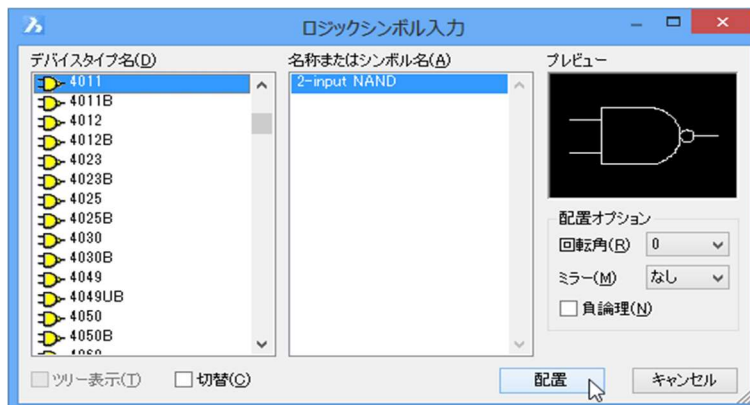 ロジックシンボル入力
デバイスタイプ名(D)
4011
4011B
4012
4012B
4023
4023B
4025
4025B
4030
4030B
4049
4049UB
4050
4050B
名称またはシンボル名(A)
2-input NAND
プレビュー
配置オプション
回転角(R) 0
ミラー(M) なし
負論理(N)
ツリー表示(T) 切替(C)
配置 キャンセル